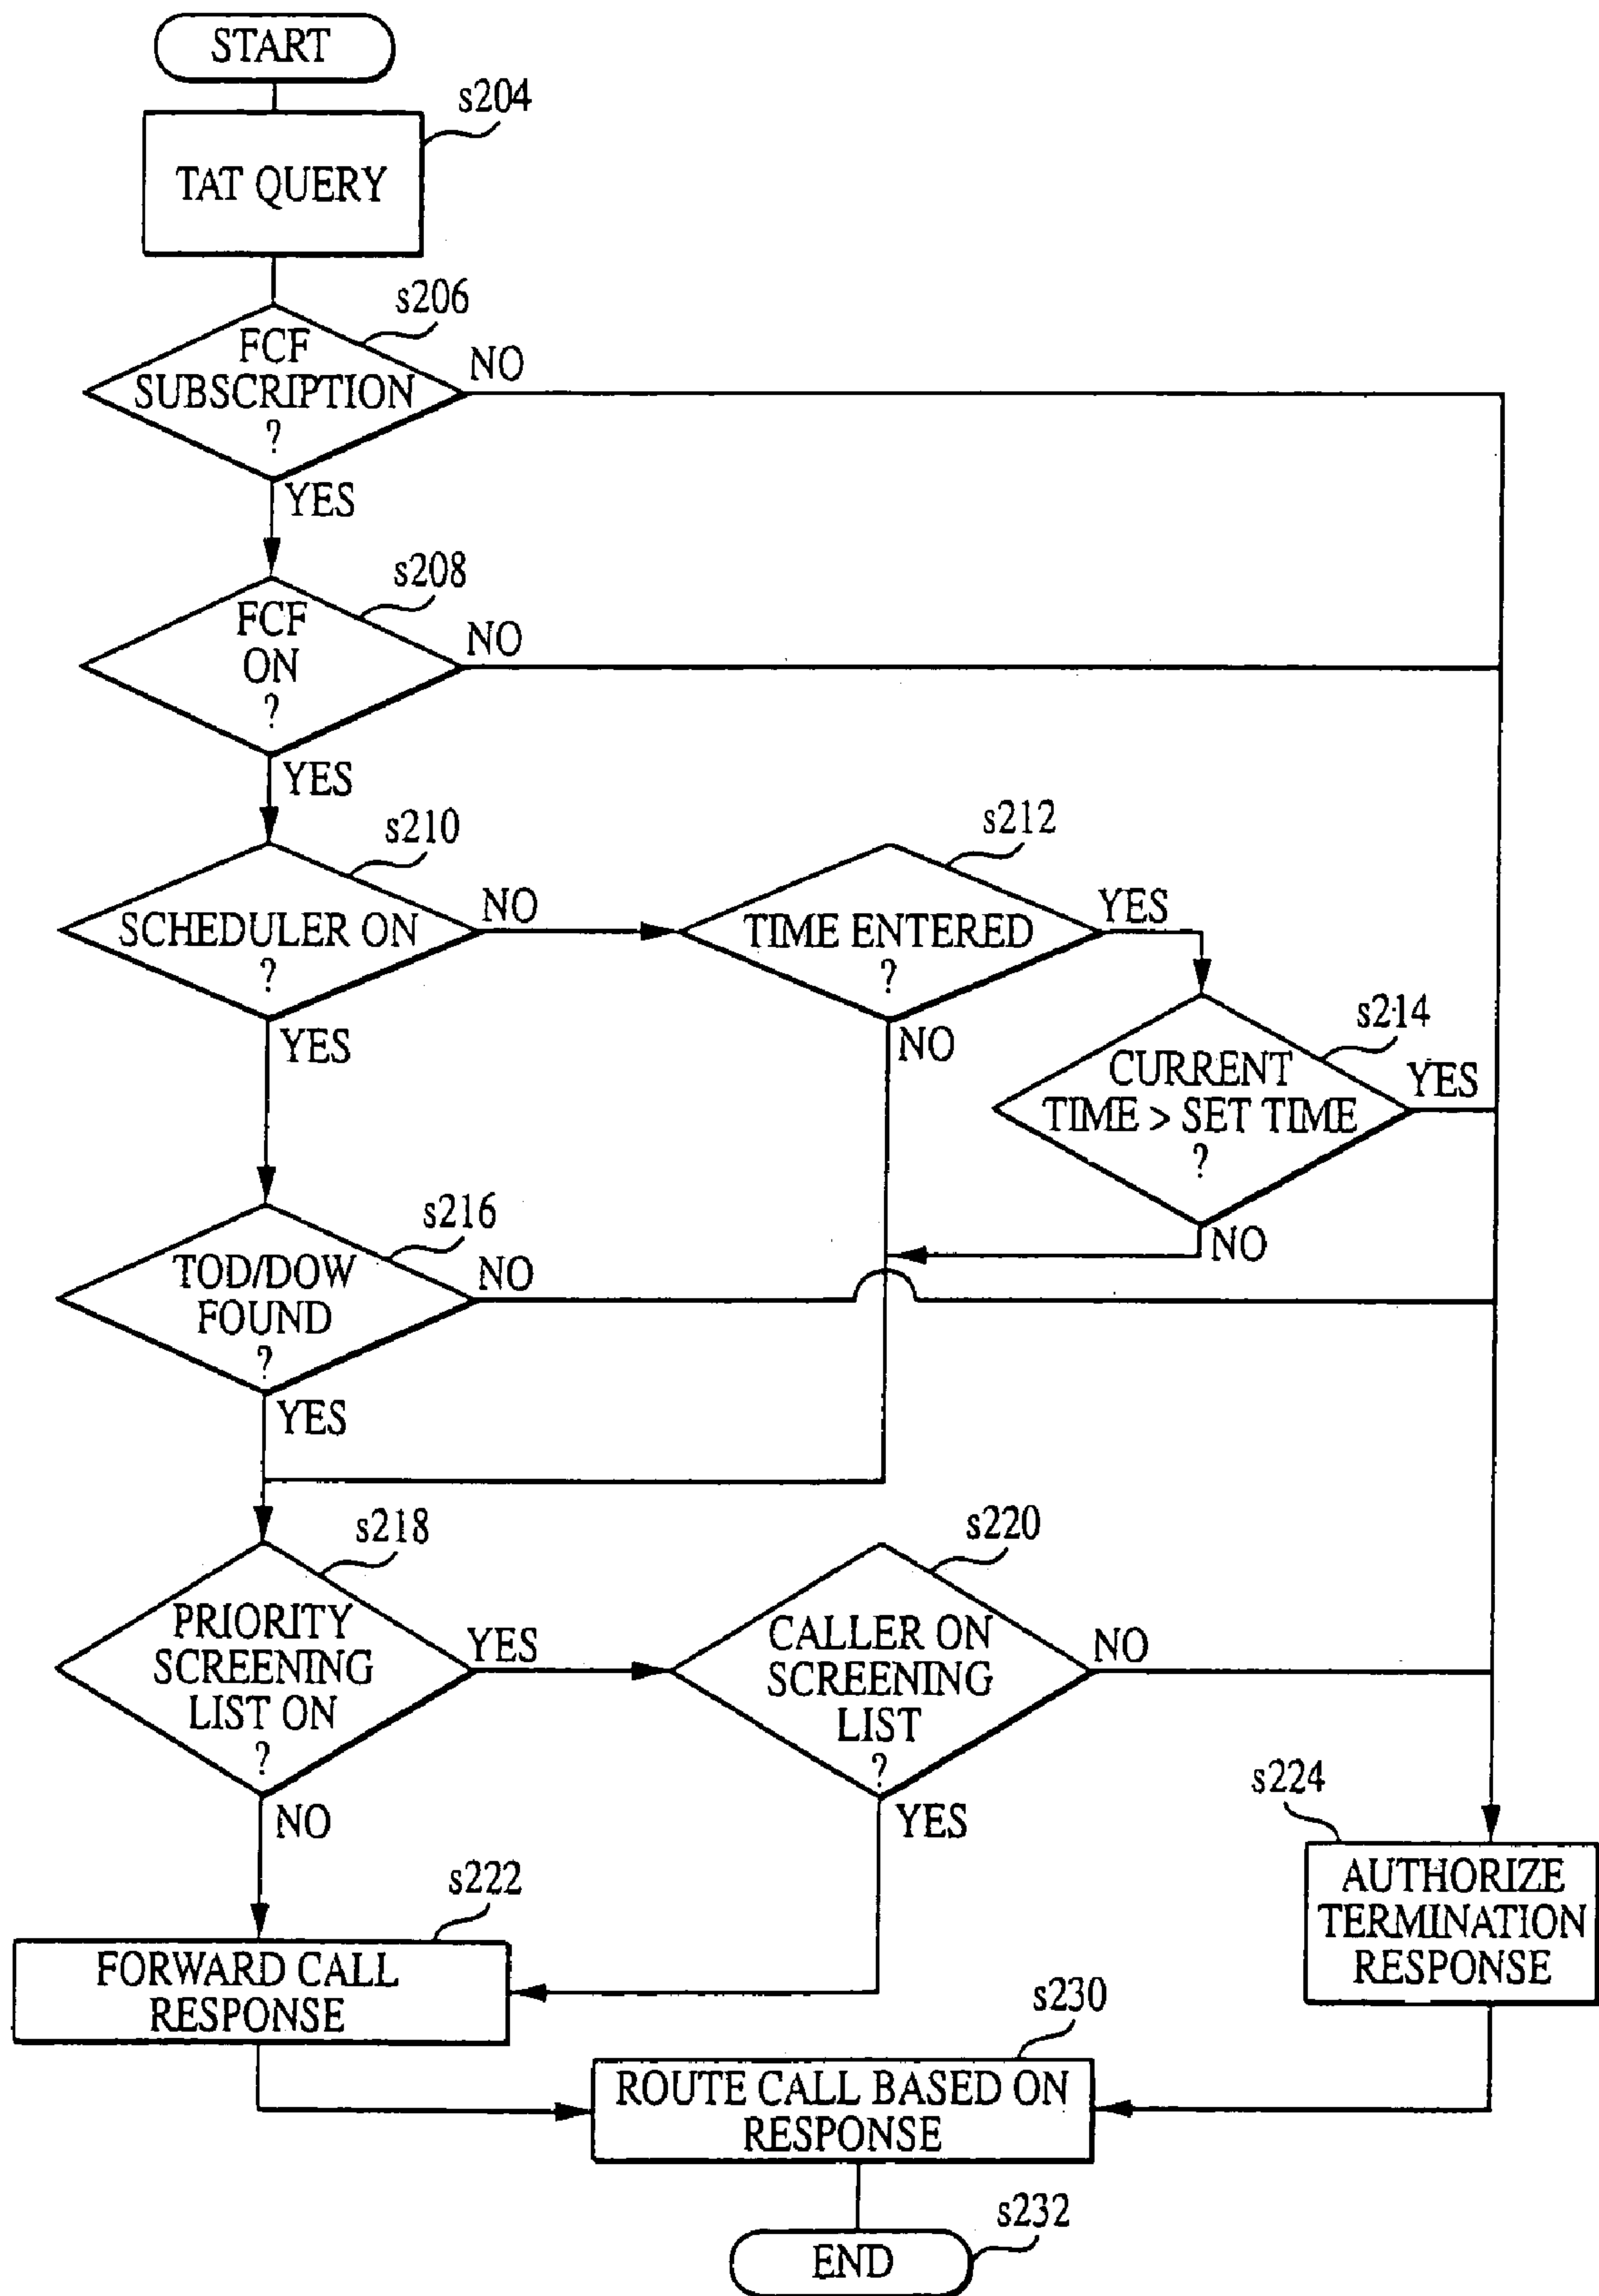 START
s204
TAT QUERY
s206
FCF
SUBSCRIPTION
?
NO
YES
s208
FCF
ON
?
NO
YES
s210
SCHEDULER ON
?
NO
YES
s212
TIME ENTERED
?
YES
NO
s214
CURRENT
TIME > SET TIME
?
YES
NO
s216
TOD/DOW
FOUND
?
NO
YES
s218
PRIORITY
SCREENING
LIST ON
?
YES
NO
s220
CALLER ON
SCREENING
LIST
?
NO
YES
s222
FORWARD CALL
RESPONSE
s224
AUTHORIZE
TERMINATION
RESPONSE
s230
ROUTE CALL BASED ON
RESPONSE
s232
END